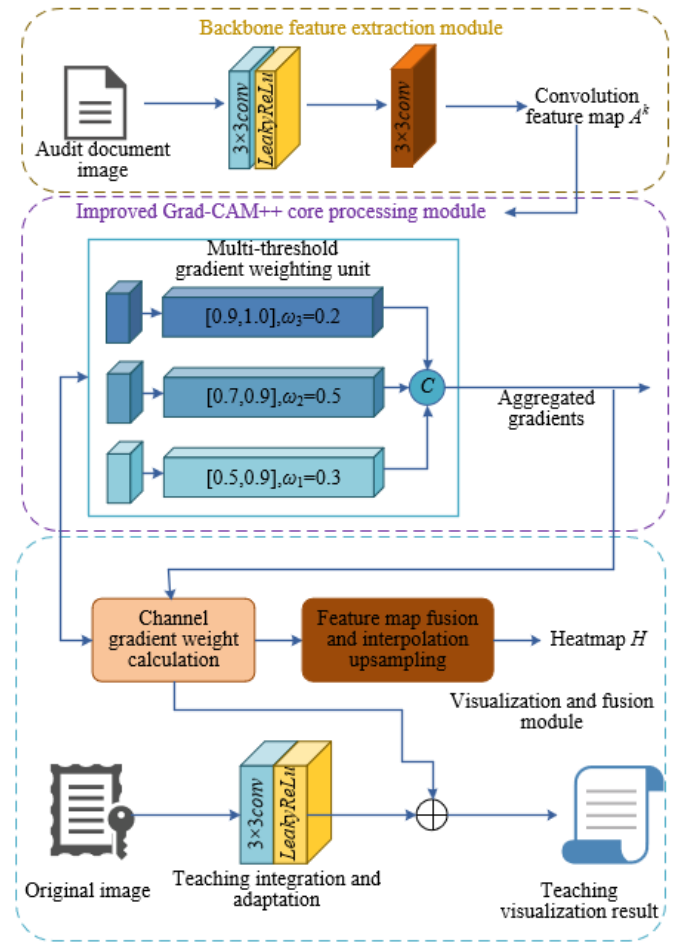 Backbone feature extraction module
3×3conv
LeakyReLu
3×3conv
Convolution
feature map A^k
Audit document
image
Improved Grad-CAM++ core processing module
Multi-threshold
gradient weighting unit
[0.9,1.0],ω₃=0.2
[0.7,0.9],ω₂=0.5
C
Aggregated
gradients
[0.5,0.9],ω₁=0.3
Channel
gradient weight
calculation
Feature map fusion
and interpolation
upsampling
Heatmap H
Visualization and fusion
module
3×3conv
LeakyReLu
Original image
Teaching integration and
adaptation
Teaching
visualization result